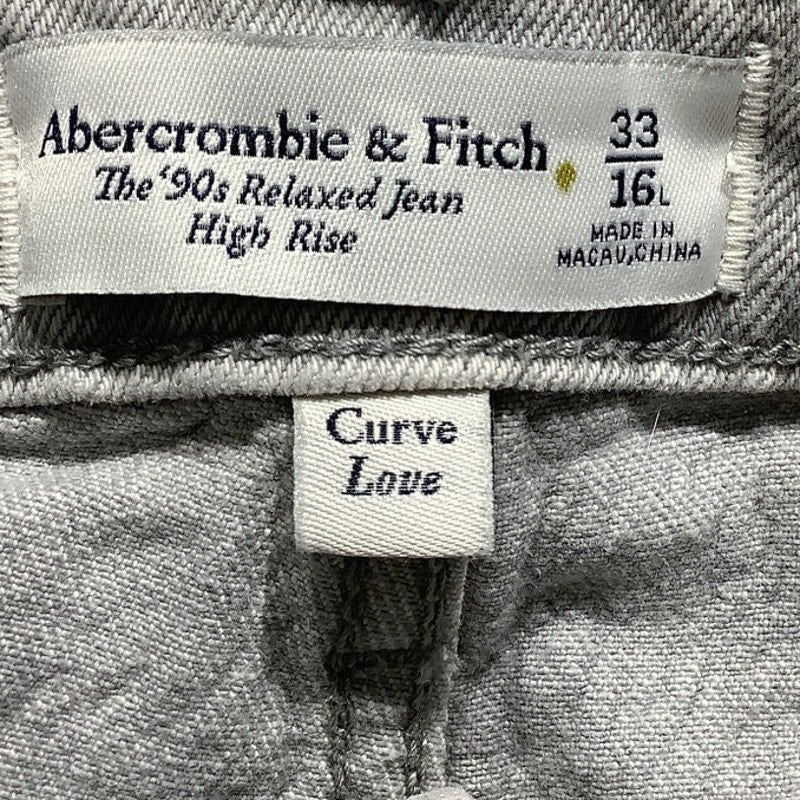 Abercrombie & Fitch
The '90s Relaxed Jean
High Rise
33
16L
MADE IN
MACAU, CHINA
Curve
Love